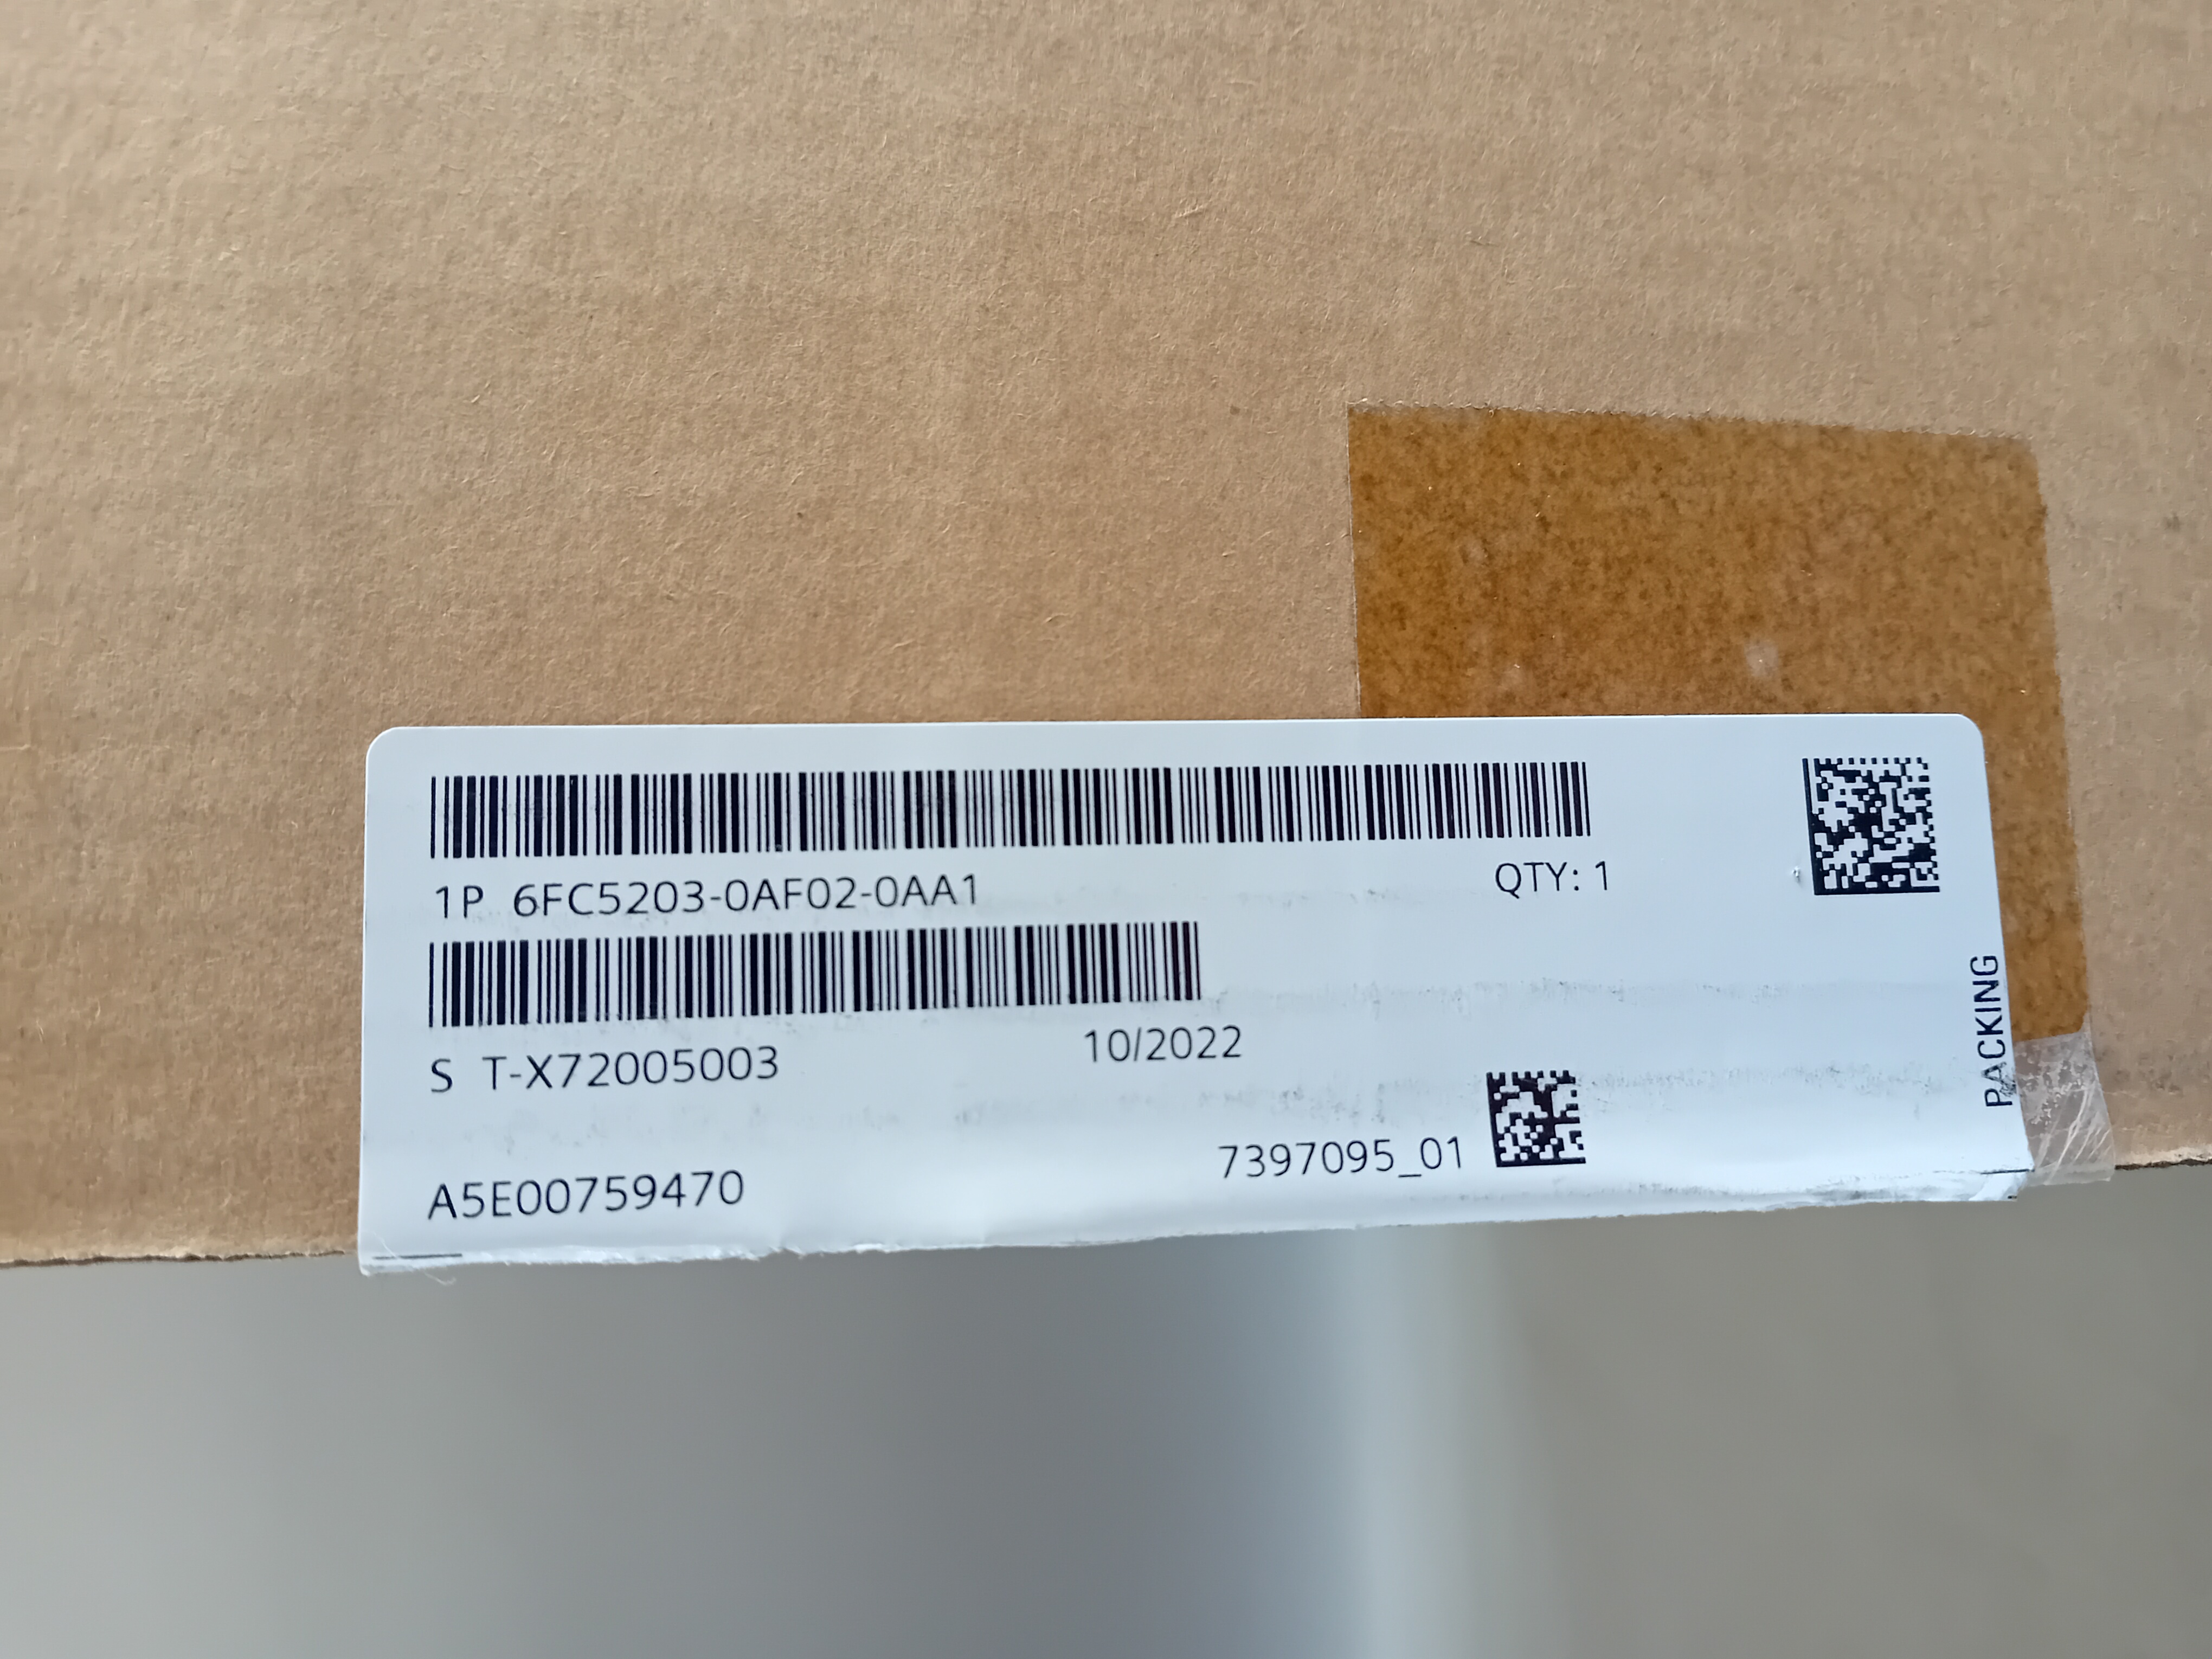 1P 6FC5203-0AF02-0AA1
QTY: 1
S T-X72005003
10/2022
A5E00759470
7397095_01
PACKING